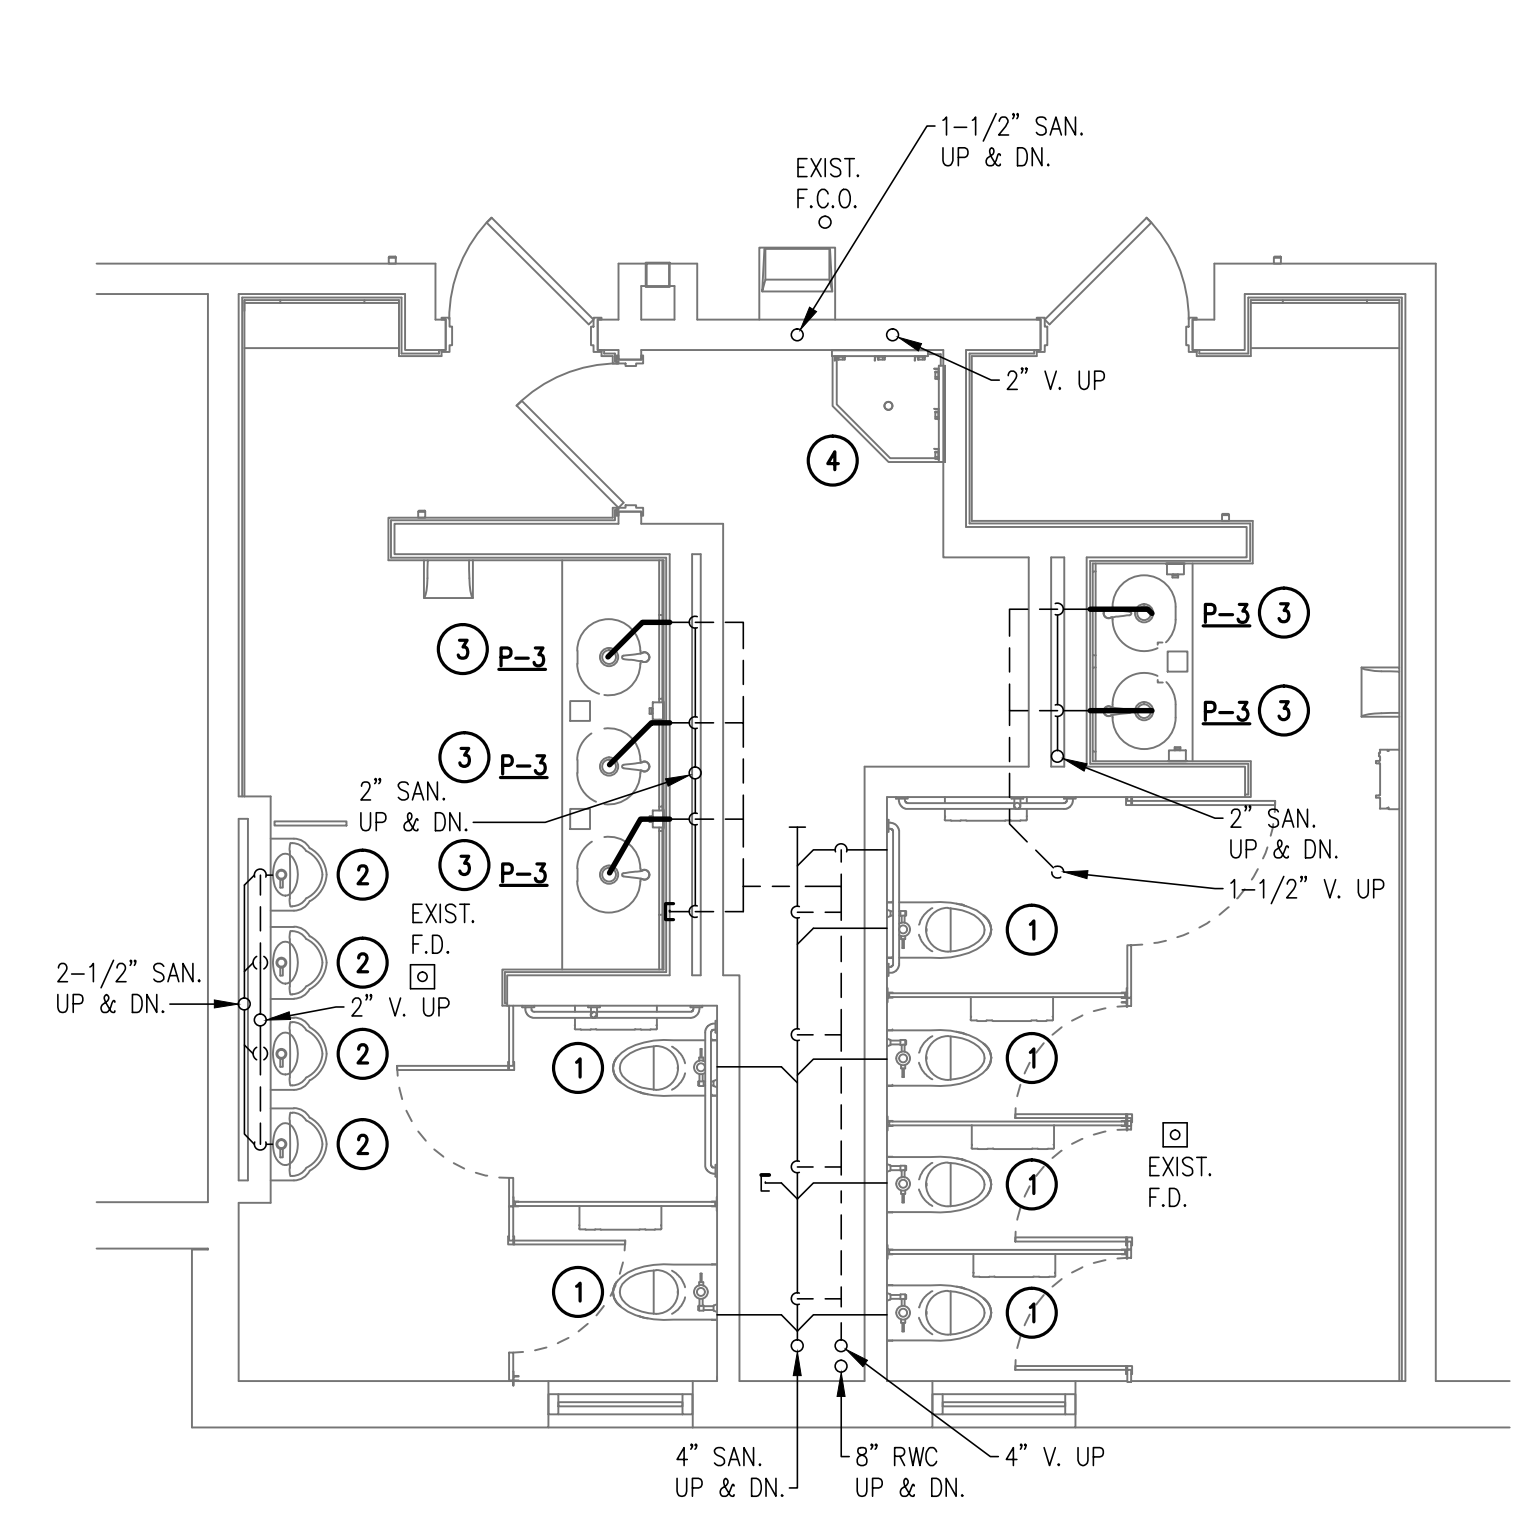 1-1/2" SAN.
UP & DN.
EXIST.
F.C.O.
2" V. UP
4
P-3 3
3 P-3
P-3 3
3 P-3
2" SAN.
UP & DN.
2" SAN.
UP & DN.
3 P-3
2
1-1/2" V. UP
EXIST.
F.D.
1
2
2-1/2" SAN.
UP & DN.
2" V. UP
2
1
1
2
EXIST.
F.D.
1
1
1
4" SAN.
UP & DN.
8" RWC
UP & DN.
4" V. UP